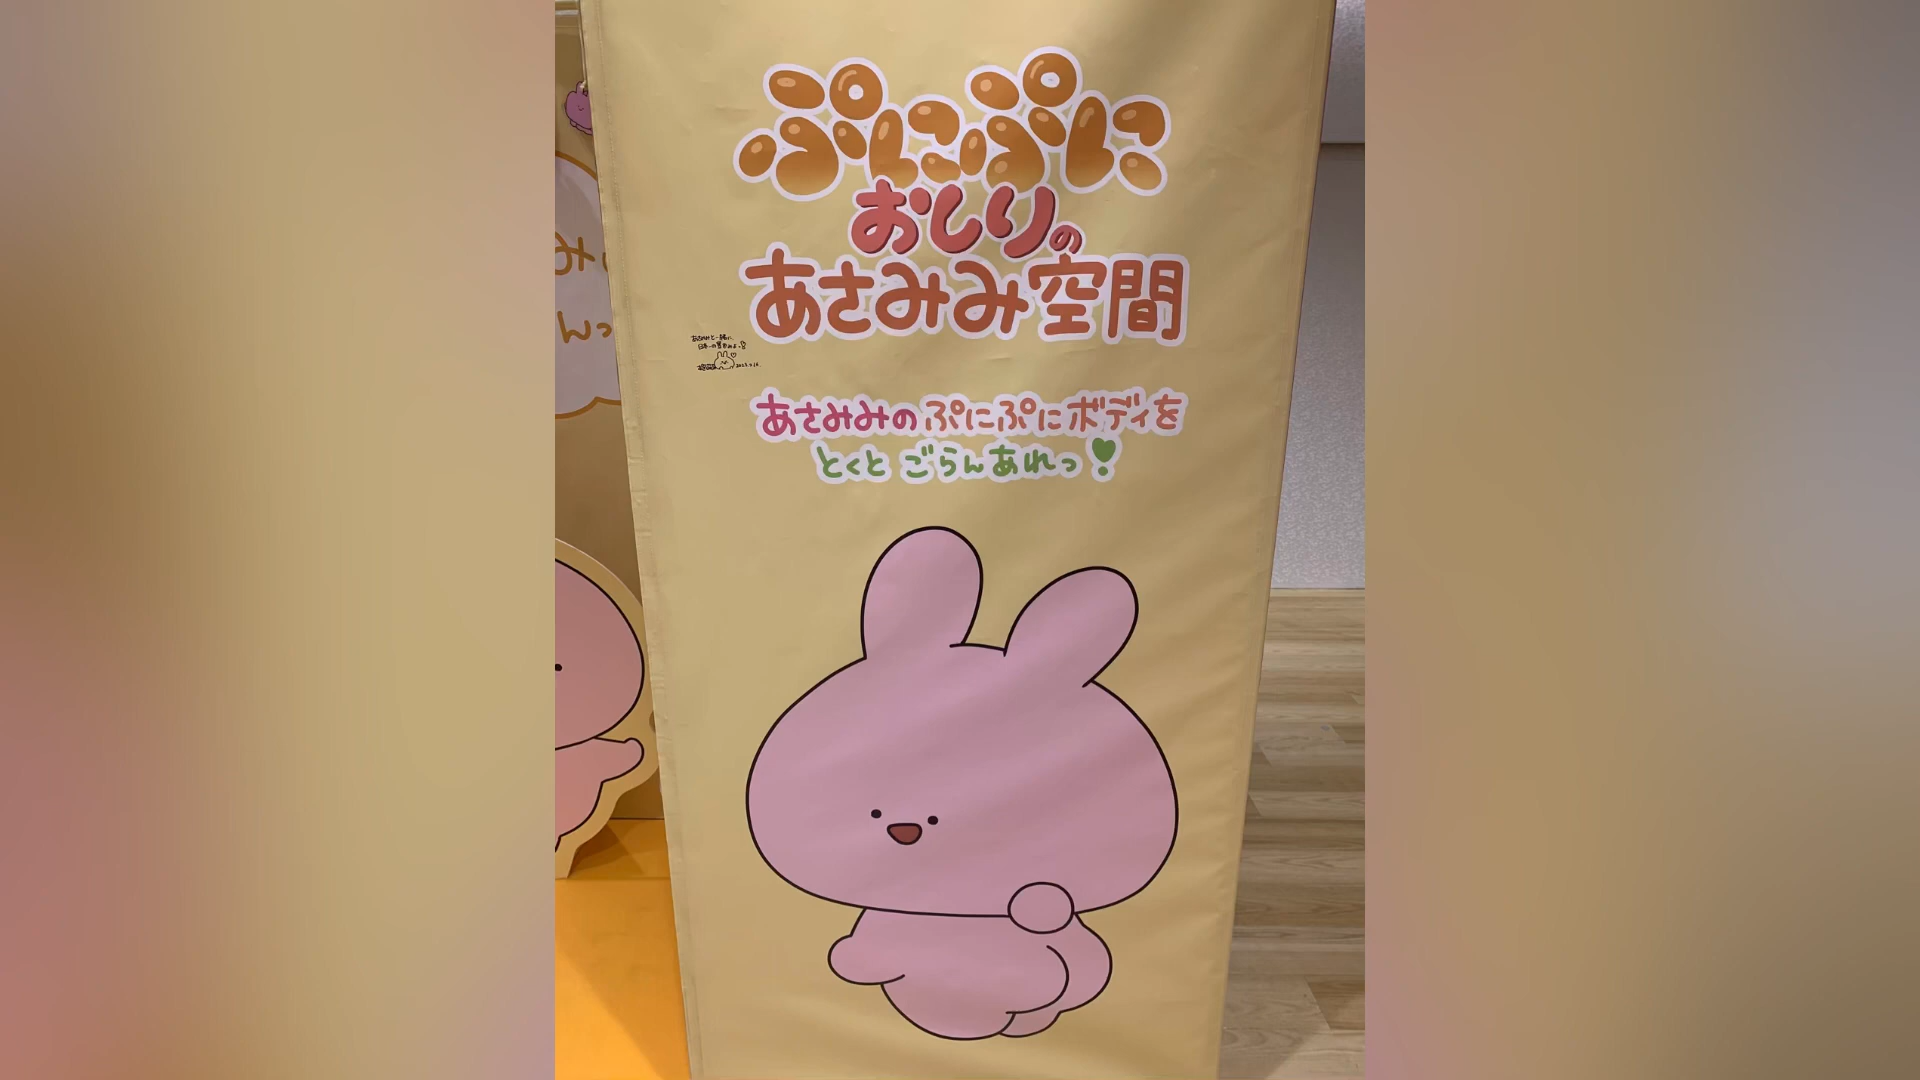 ぷにぷに
おしりの
あさみみ空間
あさみみのぷにぷにボディを
とくと ごらんあれっ!